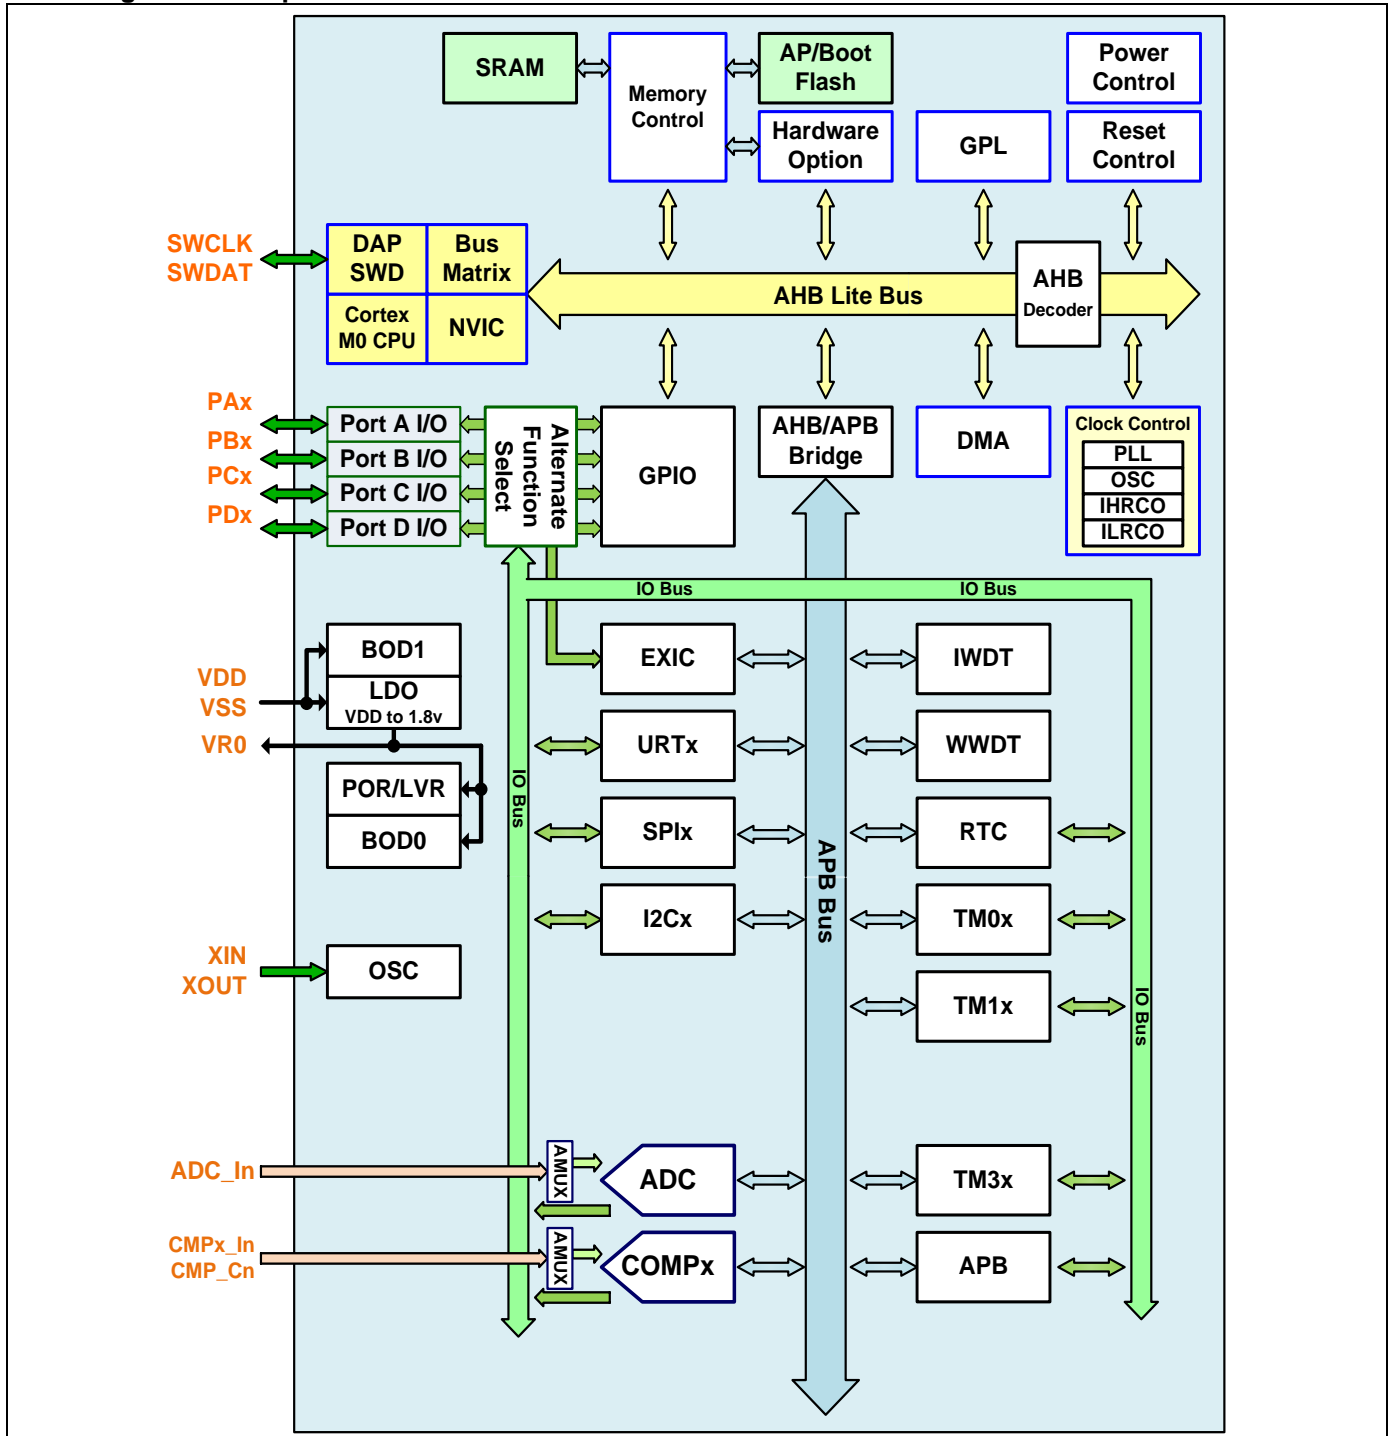 SRAM
Memory
Control
AP/Boot
Flash
Power
Control
Hardware
Option
GPL
Reset
Control
SWCLK
SWDAT
DAP
SWD
Bus
Matrix
Cortex
M0 CPU
NVIC
AHB Lite Bus
AHB
Decoder
PAx
PBx
PCx
PDx
Port A I/O
Port B I/O
Port C I/O
Port D I/O
Alternate
Function
Select
GPIO
AHB/APB
Bridge
DMA
Clock Control
PLL
OSC
IHRCO
ILRCO
IO Bus
IO Bus
VDD
VSS
VR0
BOD1
LDO
VDD to 1.8v
POR/LVR
BOD0
IO Bus
EXIC
URTx
SPIx
I2Cx
APB Bus
IWDT
WWDT
RTC
TM0x
TM1x
IO Bus
XIN
XOUT
OSC
ADC_In
AMUX
ADC
TM3x
CMPx_In
CMP_Cn
AMUX
COMPx
APB